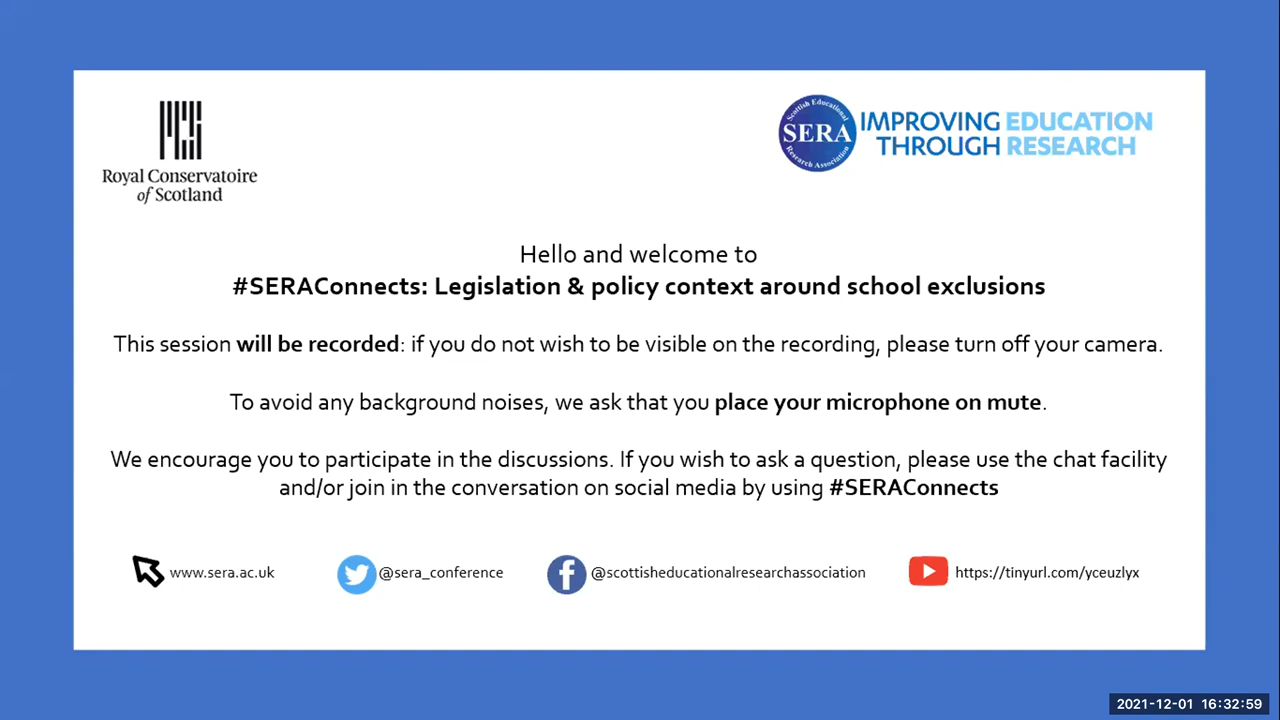 Royal Conservatoire
of Scotland
Scottish Educational
SERA
Research Association
IMPROVING EDUCATION
THROUGH RESEARCH
Hello and welcome to
#SERAConnects: Legislation & policy context around school exclusions
This session will be recorded: if you do not wish to be visible on the recording, please turn off your camera.
To avoid any background noises, we ask that you place your microphone on mute.
We encourage you to participate in the discussions. If you wish to ask a question, please use the chat facility
and/or join in the conversation on social media by using #SERAConnects
www.sera.ac.uk
@sera_conference
@scottisheducationalresearchassociation
https://tinyurl.com/yceuzlyx
2021-12-01 16:32:59